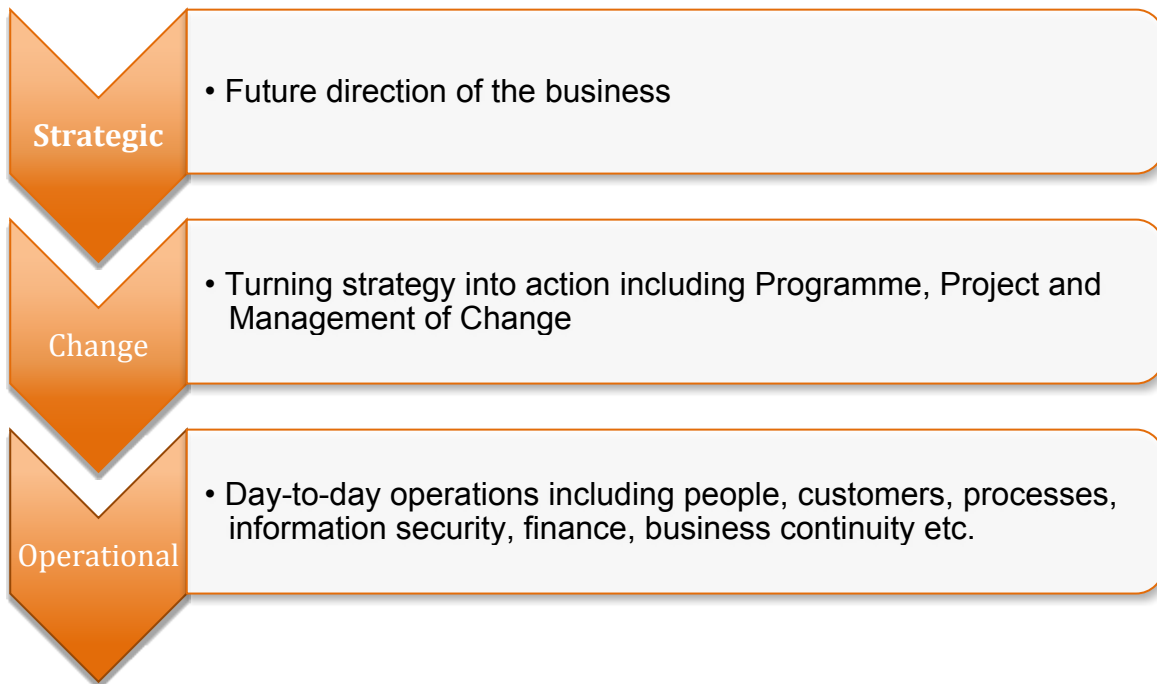 Strategic
• Future direction of the business
Change
• Turning strategy into action including Programme, Project and
Management of Change
Operational
• Day-to-day operations including people, customers, processes,
information security, finance, business continuity etc.